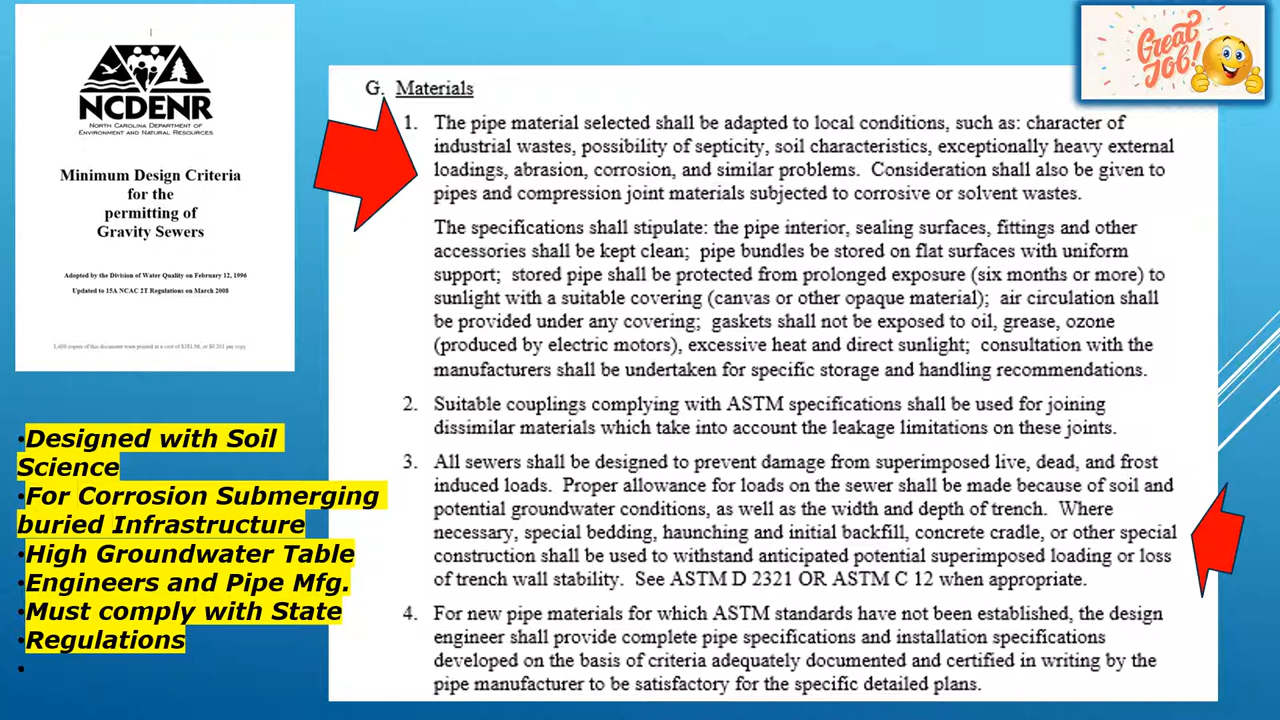 NCDENR
NORTH CAROLINA DEPARTMENT OF
ENVIRONMENT AND NATURAL RESOURCES
Minimum Design Criteria
for the
permitting of
Gravity Sewers
Adopted by the Division of Water Quality on February 12, 1996
Updated to 15A NCAC 2T Regulations on March 2008
•Designed with Soil
Science
•For Corrosion Submerging
buried Infrastructure
•High Groundwater Table
•Engineers and Pipe Mfg.
•Must comply with State
•Regulations
•
G. Materials
1. The pipe material selected shall be adapted to local conditions, such as: character of
industrial wastes, possibility of septicity, soil characteristics, exceptionally heavy external
loadings, abrasion, corrosion, and similar problems. Consideration shall also be given to
pipes and compression joint materials subjected to corrosive or solvent wastes.
The specifications shall stipulate: the pipe interior, sealing surfaces, fittings and other
accessories shall be kept clean; pipe bundles be stored on flat surfaces with uniform
support; stored pipe shall be protected from prolonged exposure (six months or more) to
sunlight with a suitable covering (canvas or other opaque material); air circulation shall
be provided under any covering; gaskets shall not be exposed to oil, grease, ozone
(produced by electric motors), excessive heat and direct sunlight; consultation with the
manufacturers shall be undertaken for specific storage and handling recommendations.
2. Suitable couplings complying with ASTM specifications shall be used for joining
dissimilar materials which take into account the leakage limitations on these joints.
3. All sewers shall be designed to prevent damage from superimposed live, dead, and frost
induced loads. Proper allowance for loads on the sewer shall be made because of soil and
potential groundwater conditions, as well as the width and depth of trench. Where
necessary, special bedding, haunching and initial backfill, concrete cradle, or other special
construction shall be used to withstand anticipated potential superimposed loading or loss
of trench wall stability. See ASTM D 2321 OR ASTM C 12 when appropriate.
4. For new pipe materials for which ASTM standards have not been established, the design
engineer shall provide complete pipe specifications and installation specifications
developed on the basis of criteria adequately documented and certified in writing by the
pipe manufacturer to be satisfactory for the specific detailed plans.
Great
Job!